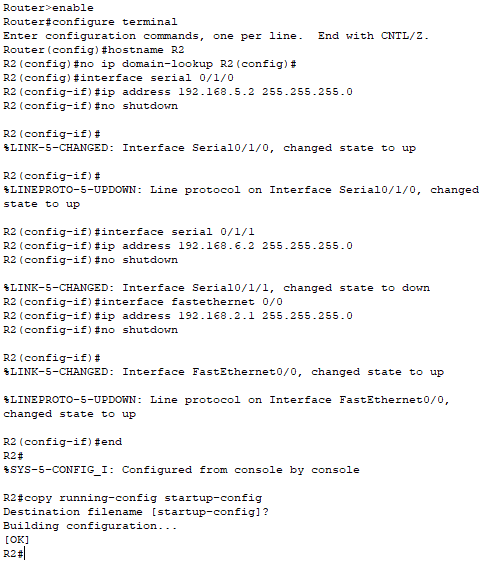 Router>enable
Router#configure terminal
Enter configuration commands, one per line.  End with CNTL/Z.
Router(config)#hostname R2
R2(config)#no ip domain-lookup R2(config)#
R2(config)#interface serial 0/1/0
R2(config-if)#ip address 192.168.5.2 255.255.255.0
R2(config-if)#no shutdown

R2(config-if)#
%LINK-5-CHANGED: Interface Serial0/1/0, changed state to up

R2(config-if)#
%LINEPROTO-5-UPDOWN: Line protocol on Interface Serial0/1/0, changed
state to up

R2(config-if)#interface serial 0/1/1
R2(config-if)#ip address 192.168.6.2 255.255.255.0
R2(config-if)#no shutdown

%LINK-5-CHANGED: Interface Serial0/1/1, changed state to down
R2(config-if)#interface fastethernet 0/0
R2(config-if)#ip address 192.168.2.1 255.255.255.0
R2(config-if)#no shutdown

R2(config-if)#
%LINK-5-CHANGED: Interface FastEthernet0/0, changed state to up

%LINEPROTO-5-UPDOWN: Line protocol on Interface FastEthernet0/0,
changed state to up

R2(config-if)#end
R2#
%SYS-5-CONFIG_I: Configured from console by console

R2#copy running-config startup-config
Destination filename [startup-config]?
Building configuration...
[OK]
R2#